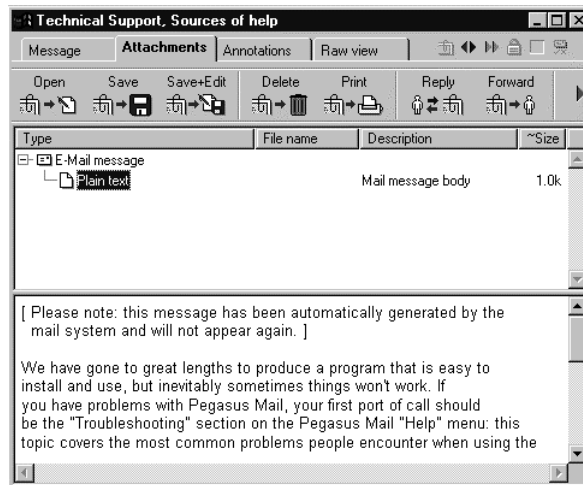 Technical Support, Sources of help
Message Attachments Annotations Raw view
Open Save Save+Edit Delete Print Reply Forward
Type File name Description ~Size
E-Mail message
Plain text Mail message body 1.0k
[ Please note: this message has been automatically generated by the
mail system and will not appear again. ]
We have gone to great lengths to produce a program that is easy to
install and use, but inevitably sometimes things won't work. If
you have problems with Pegasus Mail, your first port of call should
be the "Troubleshooting" section on the Pegasus Mail "Help" menu: this
topic covers the most common problems people encounter when using the